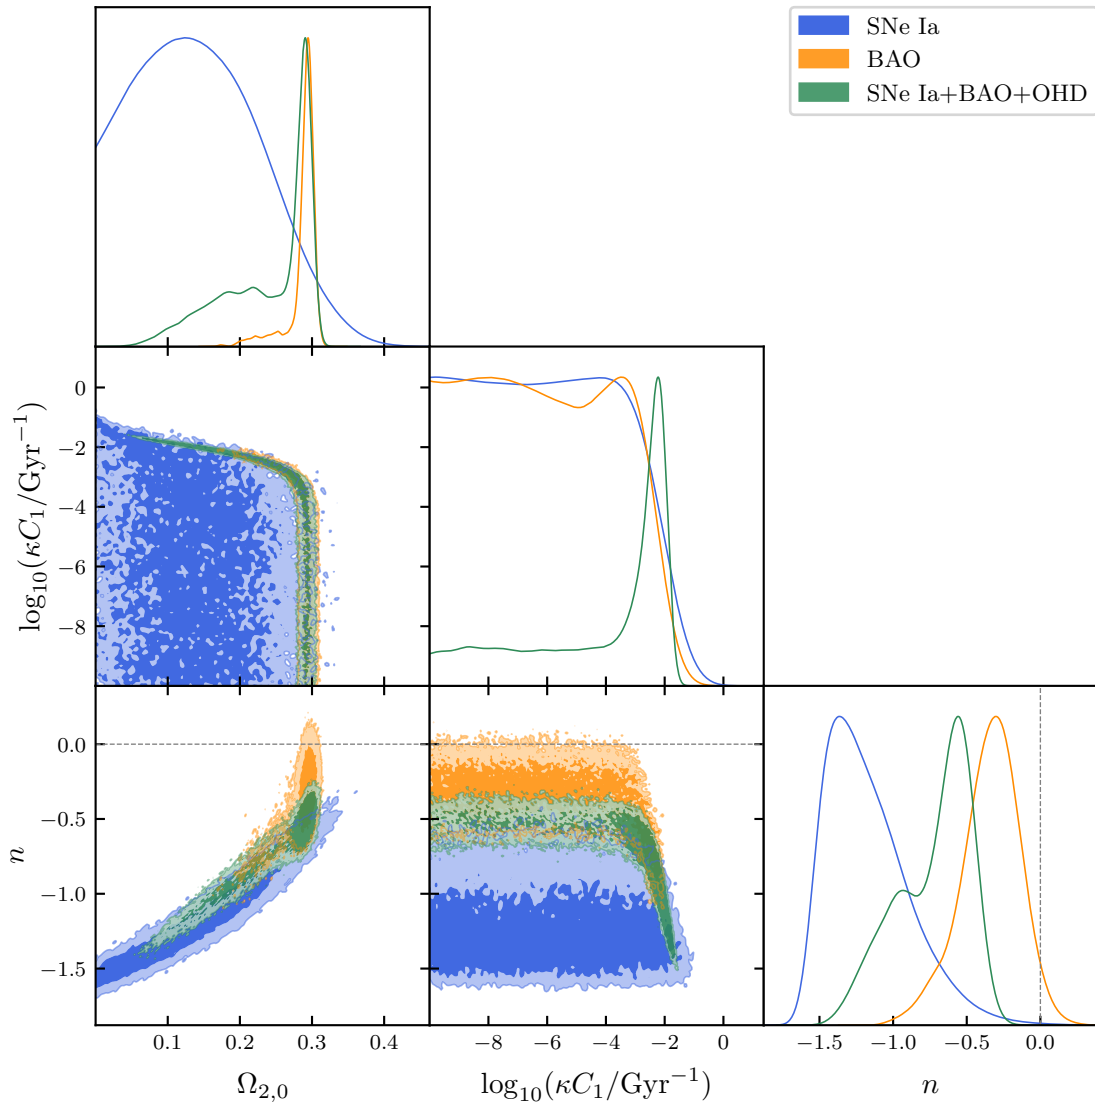 SNe Ia
BAO
SNe Ia+BAO+OHD
log₁₀(κC₁/Gyr⁻¹)
0
−2
−4
−6
−8
n
0.0
−0.5
−1.0
−1.5
0.1 0.2 0.3 0.4
−8 −6 −4 −2 0
−1.5 −1.0 −0.5 0.0
Ω₂,₀
log₁₀(κC₁/Gyr⁻¹)
n